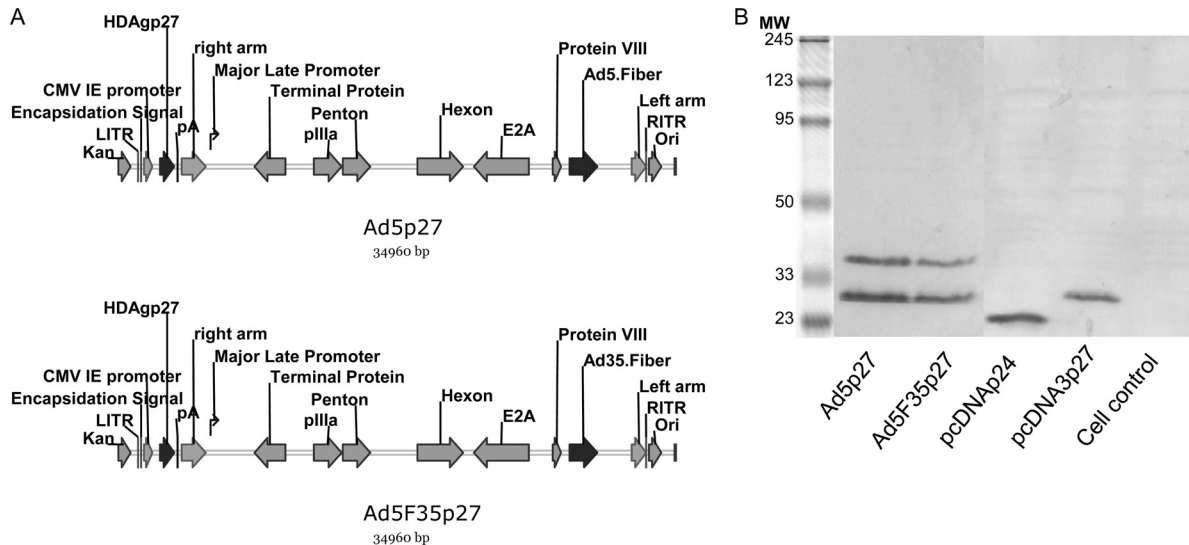 A
HDAgp27
right arm
Major Late Promoter
CMV IE promoter
Terminal Protein
Encapsidation Signal
pA
Penton
LITR
pIIIa
Kan
Hexon
E2A
Protein VIII
Ad5.Fiber
Left arm
RITR
Ori
Ad5p27
34960 bp
HDAgp27
right arm
Major Late Promoter
CMV IE promoter
Terminal Protein
Encapsidation Signal
pA
Penton
LITR
pIIIa
Kan
Hexon
E2A
Protein VIII
Ad35.Fiber
Left arm
RITR
Ori
Ad5F35p27
34960 bp
B
MW
245
123
95
50
33
23
Ad5p27
Ad5F35p27
pcDNAp24
pcDNA3p27
Cell control